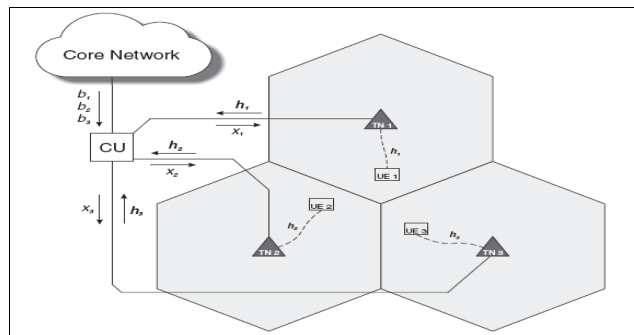 Core Network
b₁
b₂
b₃
CU
h₁
x₁
h₂
x₂
x₃
h₃
TN 1
h₁
UE 1
UE 2
h₂
TN 2
UE 3
h₃
TN 3